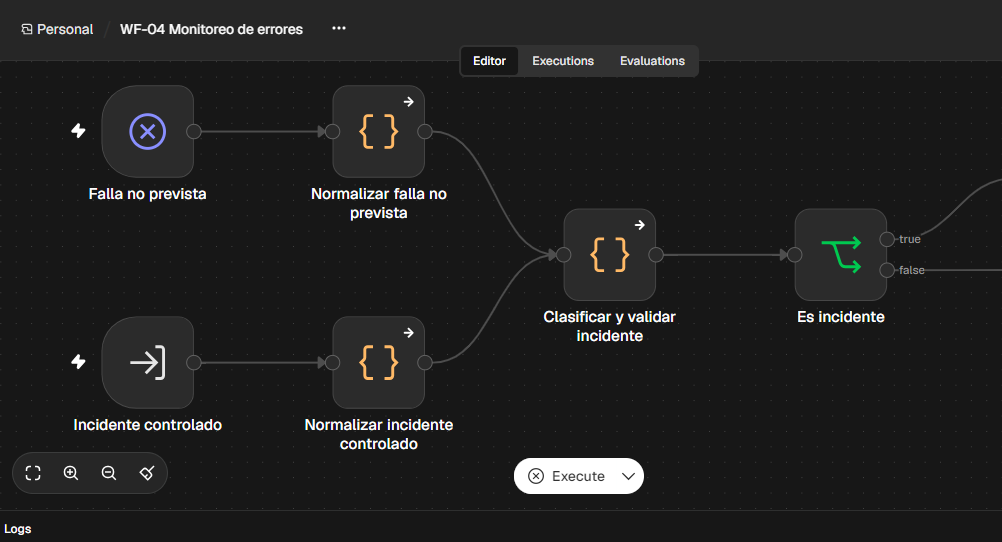 Personal
WF-04 Monitoreo de errores
Editor
Executions
Evaluations
Falla no prevista
Normalizar falla no
prevista
Clasificar y validar
incidente
true
false
Es incidente
Incidente controlado
Normalizar incidente
controlado
Execute
Logs